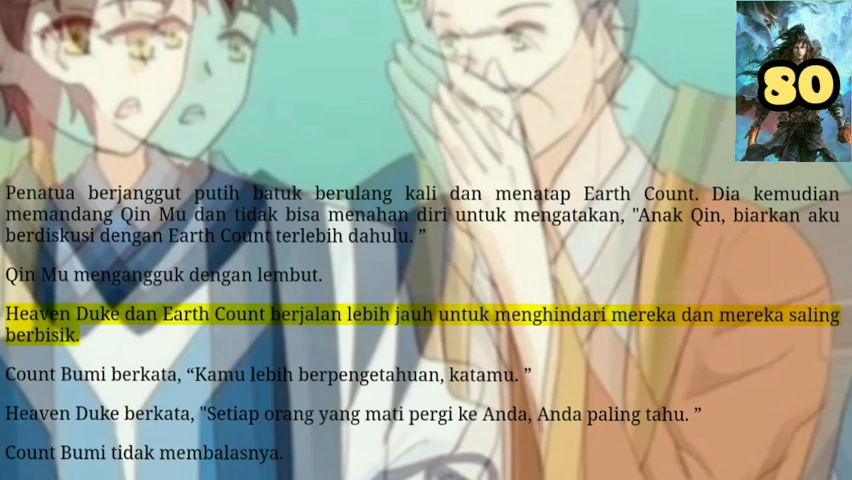 80
Penatua berjanggut putih batuk berulang kali dan menatap Earth Count. Dia kemudian
memandang Qin Mu dan tidak bisa menahan diri untuk mengatakan, "Anak Qin, biarkan aku
berdiskusi dengan Earth Count terlebih dahulu. ”
Qin Mu mengangguk dengan lembut.
Heaven Duke dan Earth Count berjalan lebih jauh untuk menghindari mereka dan mereka saling
berbisik.
Count Bumi berkata, “Kamu lebih berpengetahuan, katamu. ”
Heaven Duke berkata, "Setiap orang yang mati pergi ke Anda, Anda paling tahu. ”
Count Bumi tidak membalasnya.